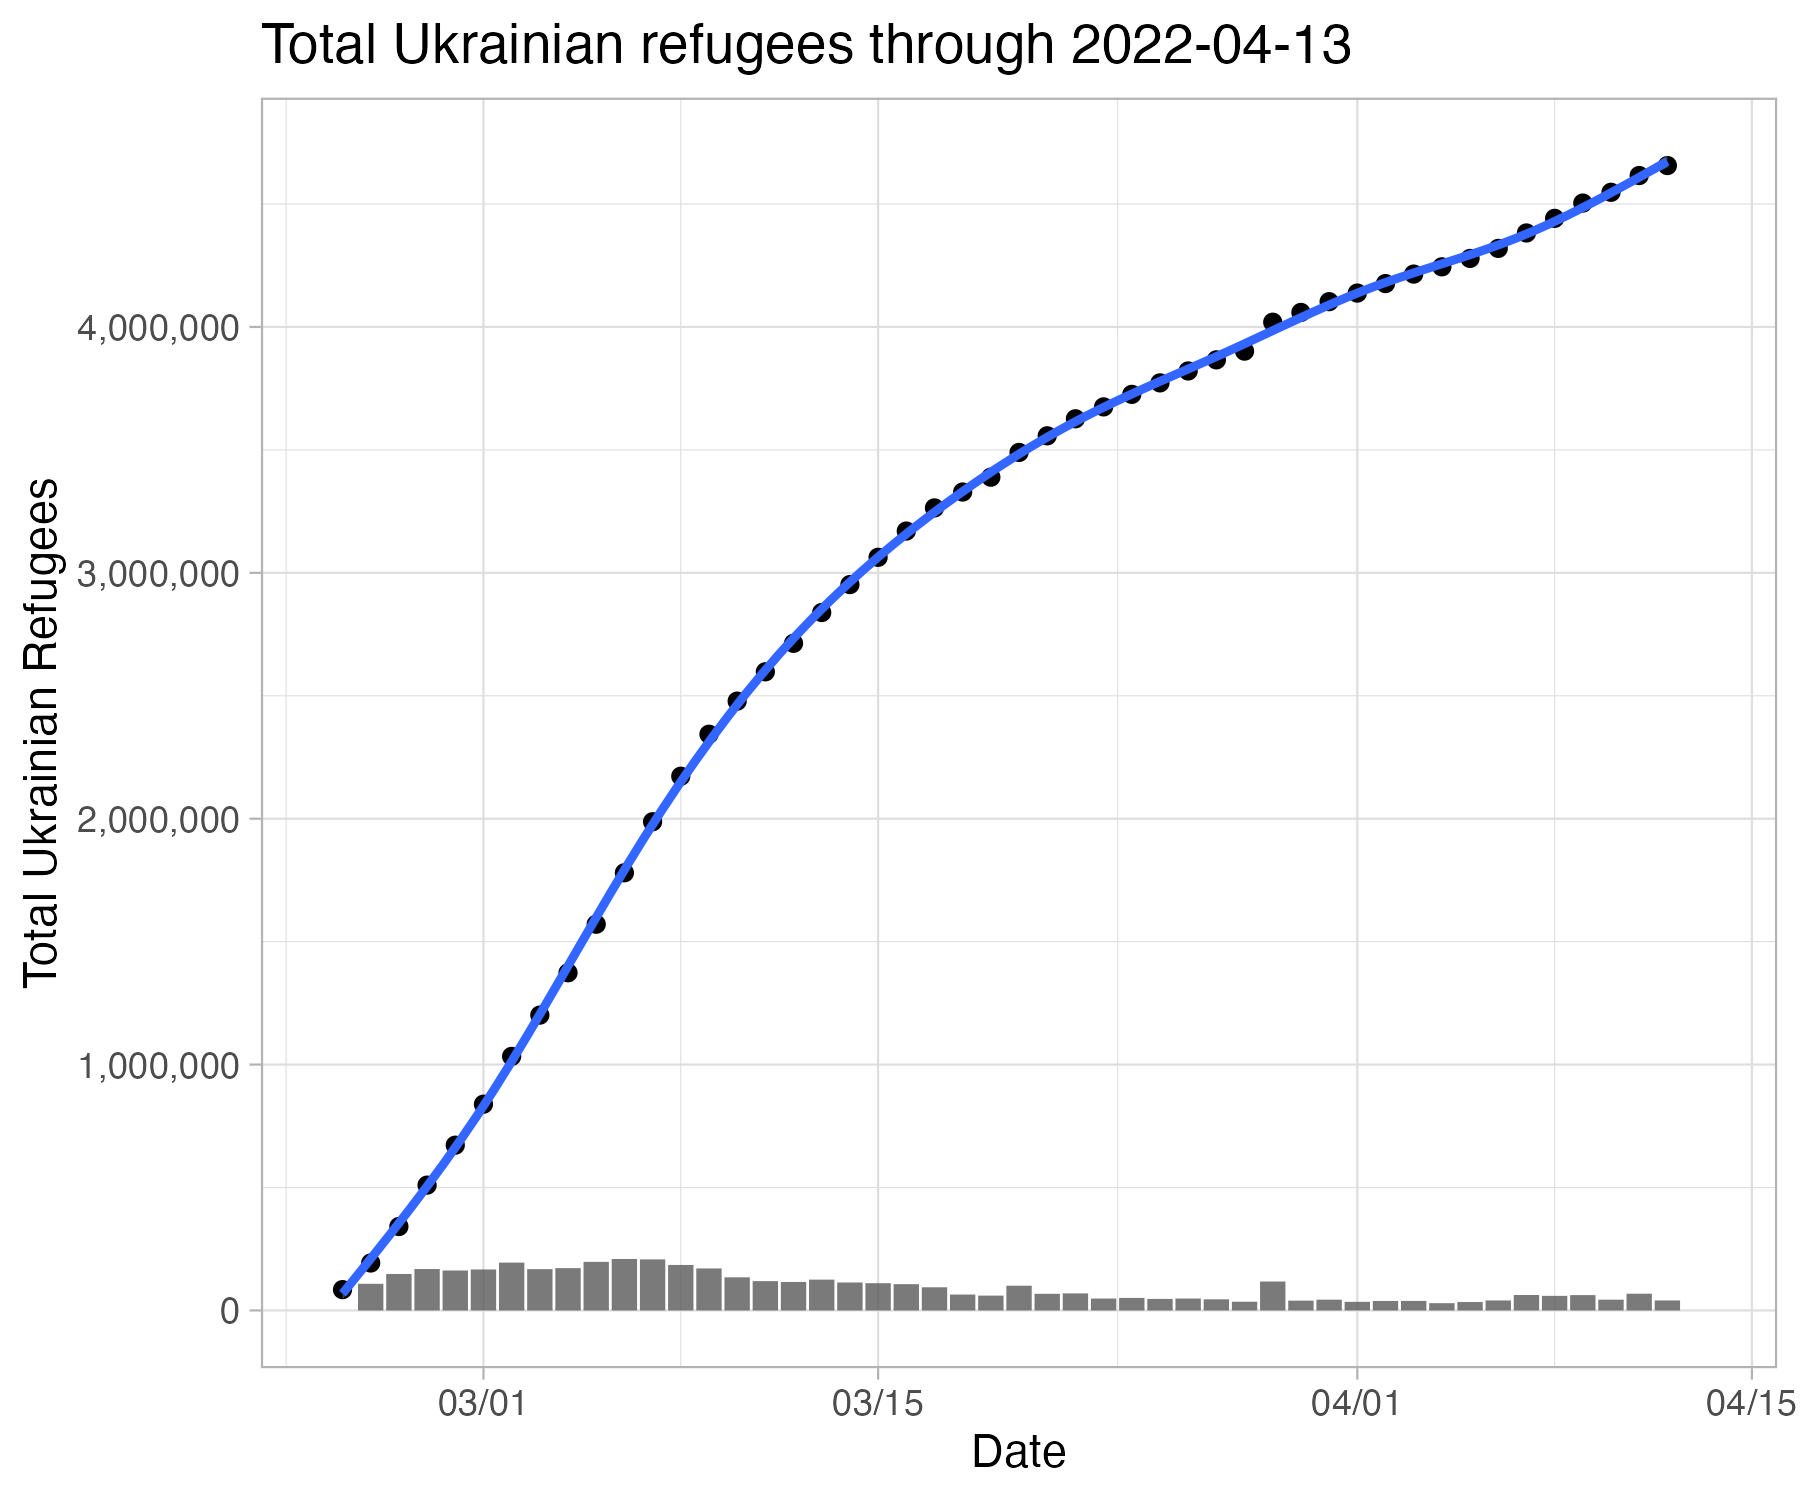 Total Ukrainian refugees through 2022-04-13
Total Ukrainian Refugees
4,000,000
3,000,000
2,000,000
1,000,000
0
03/01 03/15 04/01 04/15
Date